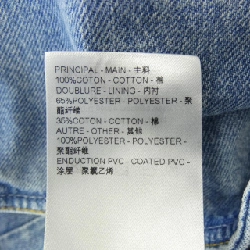 PRINCIPAL - MAIN - 主料
100%COTON - COTTON - 棉
DOUBLURE - LINING - 内衬
65%POLYESTER - POLYESTER - 聚
酯纤维
35%COTON - COTTON - 棉
AUTRE - OTHER - 其他
100%POLYESTER - POLYESTER -
聚酯纤维
ENDUCTION PVC - COATED PVC -
涂层 聚氯乙烯